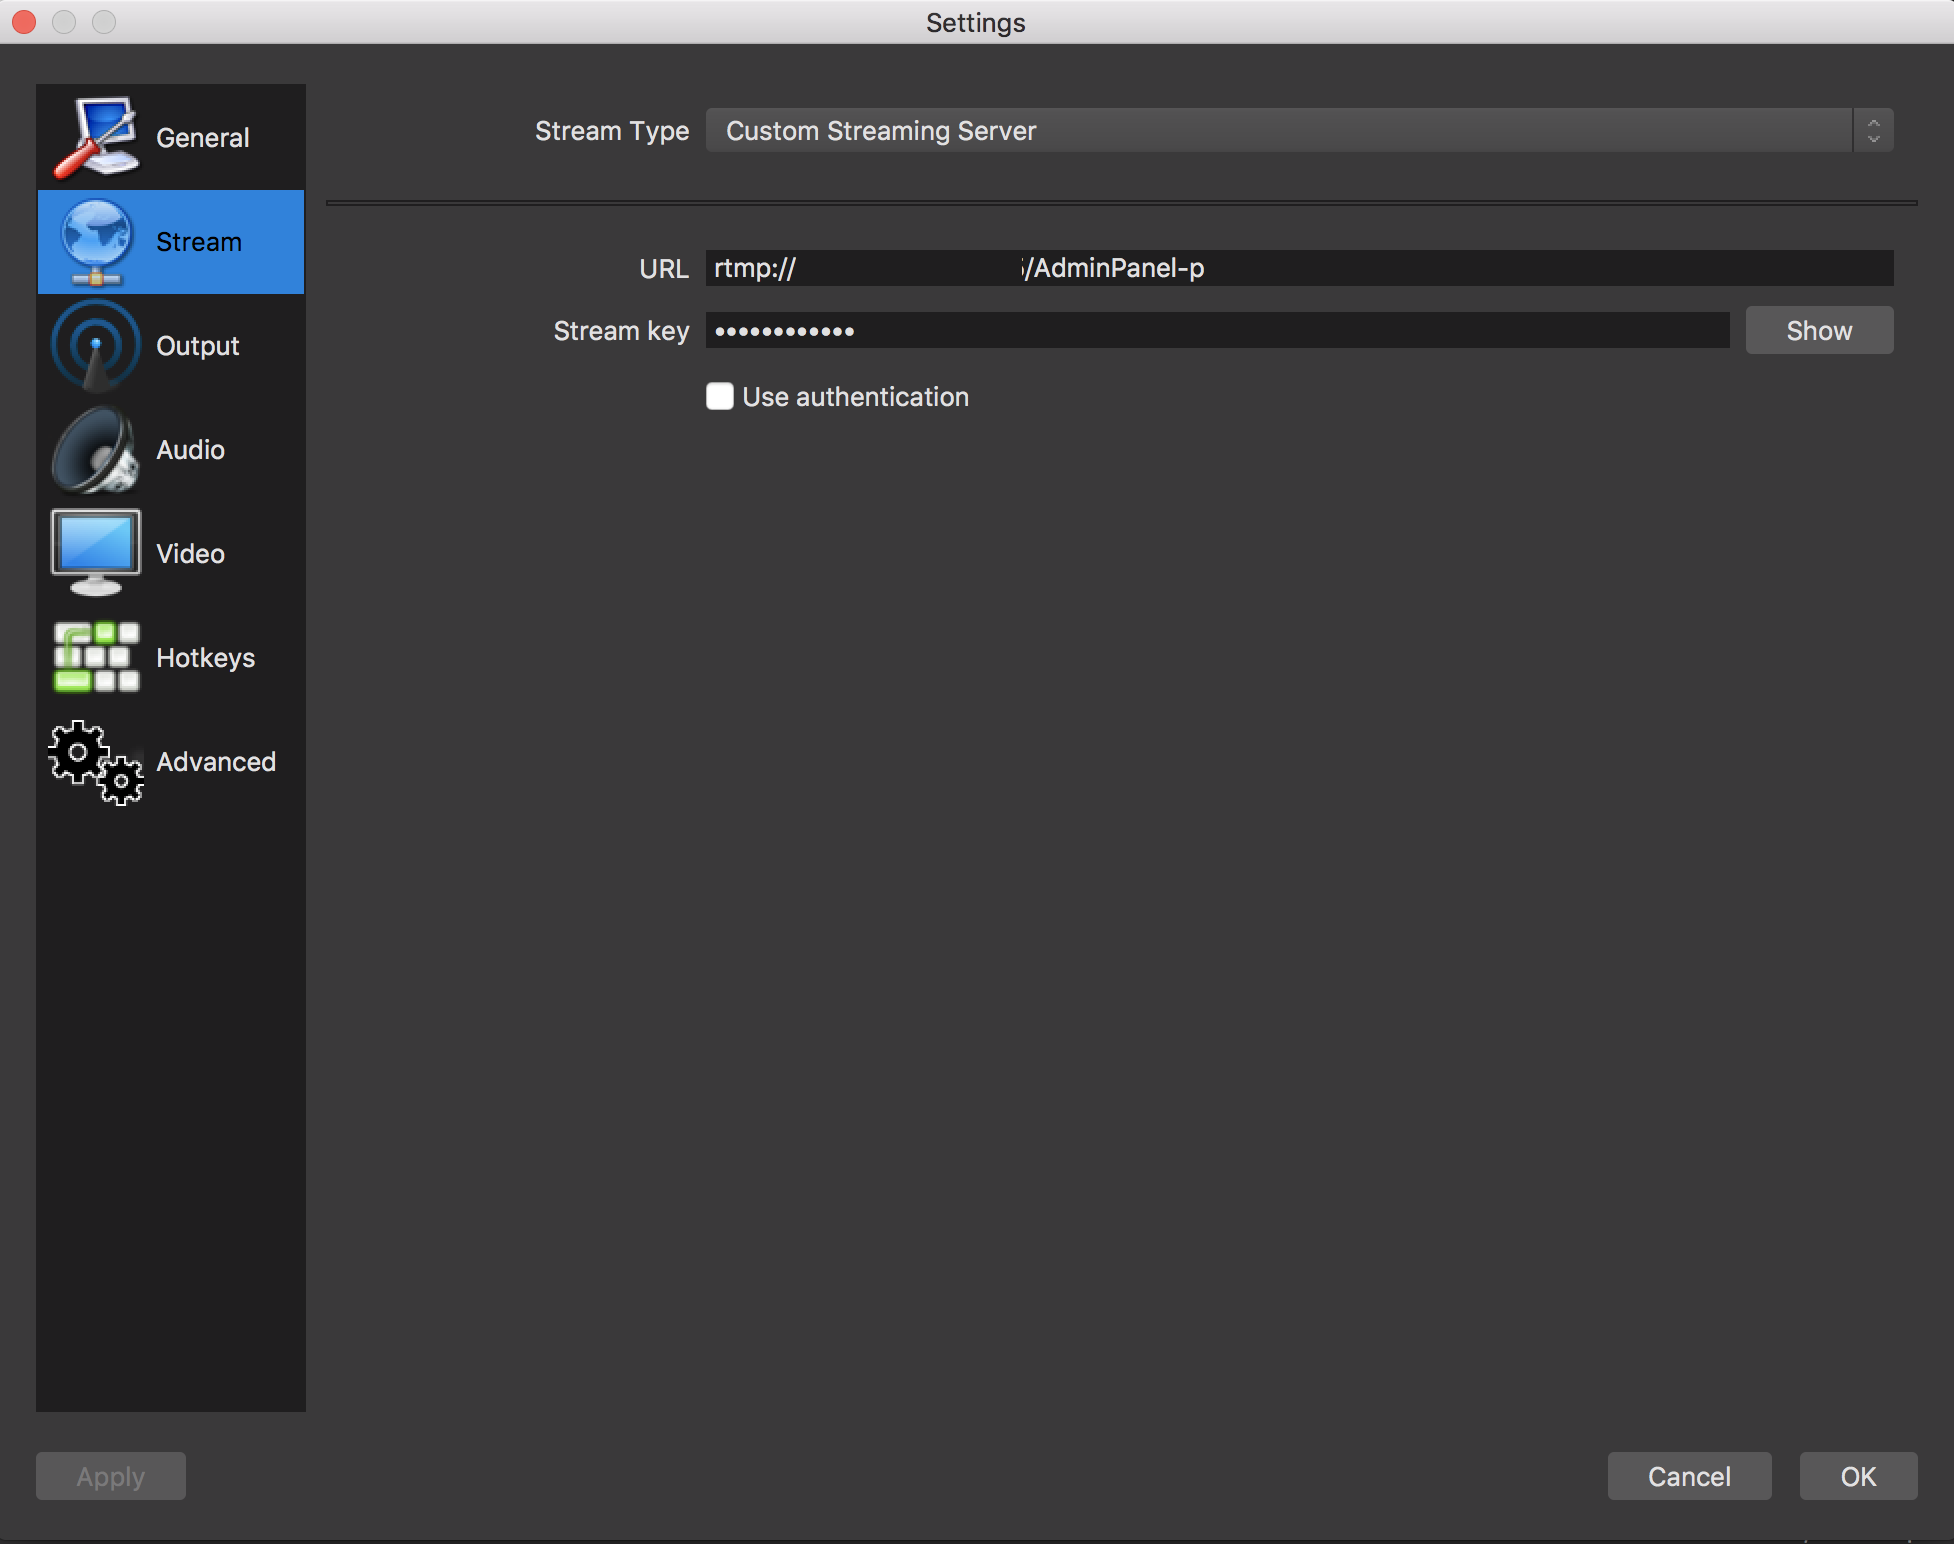 Settings
General
Stream
Output
Audio
Video
Hotkeys
Advanced
Stream Type Custom Streaming Server
URL rtmp:// /AdminPanel-p
Stream key •••••••••••• Show
Use authentication
Apply Cancel OK